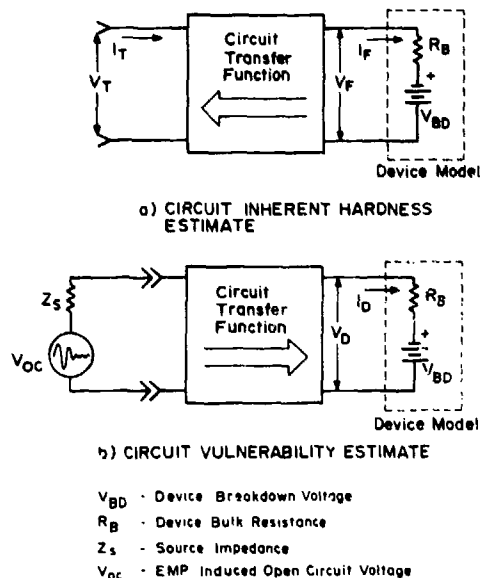 I_T
Circuit
Transfer
Function
I_F
R_B
V_T
V_F
+
V_BD
Device Model
a) CIRCUIT INHERENT HARDNESS
ESTIMATE
Z_S
Circuit
Transfer
Function
I_D
R_B
V_OC
V_D
+
V_BD
Device Model
b) CIRCUIT VULNERABILITY ESTIMATE
V_BD - Device Breakdown Voltage
R_B - Device Bulk Resistance
Z_S - Source Impedance
V_OC - EMP Induced Open Circuit Voltage